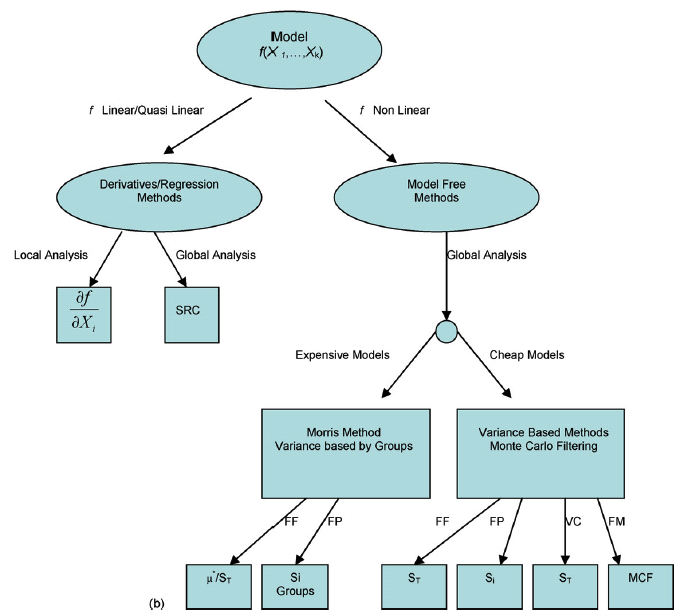 Model
f(X 1,…,Xk)
f Linear/Quasi Linear
f Non Linear
Derivatives/Regression
Methods
Model Free
Methods
Local Analysis
Global Analysis
Global Analysis
∂f
∂Xi
SRC
Expensive Models
Cheap Models
Morris Method
Variance based by Groups
Variance Based Methods
Monte Carlo Filtering
FF
FP
FF
FP
VC
FM
μ*/ST
Si
Groups
ST
Si
ST
MCF
(b)